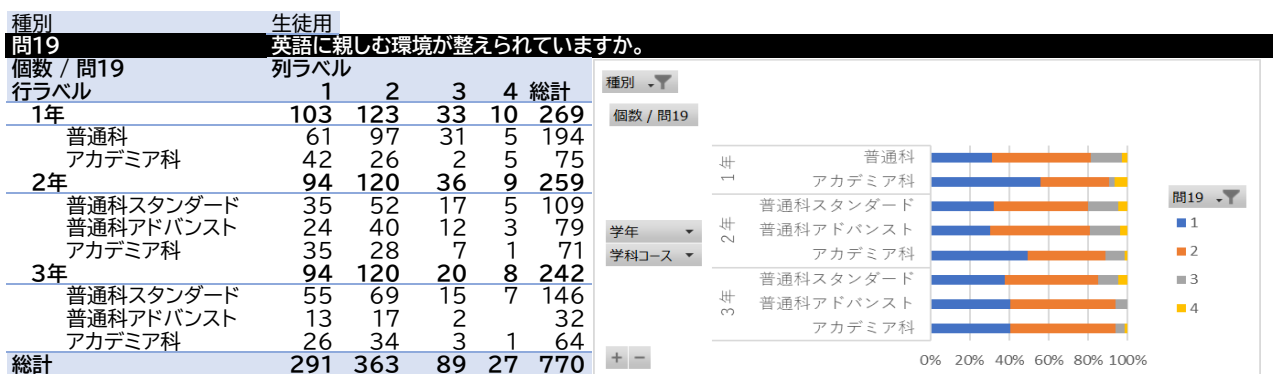 種別 生徒用
問19 英語に親しむ環境が整えられていますか。
個数 / 問19 列ラベル
行ラベル 1 2 3 4 総計
1年 103 123 33 10 269
普通科 61 97 31 5 194
アカデミア科 42 26 2 5 75
2年 94 120 36 9 259
普通科スタンダード 35 52 17 5 109
普通科アドバンスト 24 40 12 3 79
アカデミア科 35 28 7 1 71
3年 94 120 20 8 242
普通科スタンダード 55 69 15 7 146
普通科アドバンスト 13 17 2 32
アカデミア科 26 34 3 1 64
総計 291 363 89 27 770
種別
個数 / 問19
学年
学科コース
1年
普通科
アカデミア科
2年
普通科スタンダード
普通科アドバンスト
アカデミア科
3年
普通科スタンダード
普通科アドバンスト
アカデミア科
0% 20% 40% 60% 80% 100%
問19
1
2
3
4
+ -